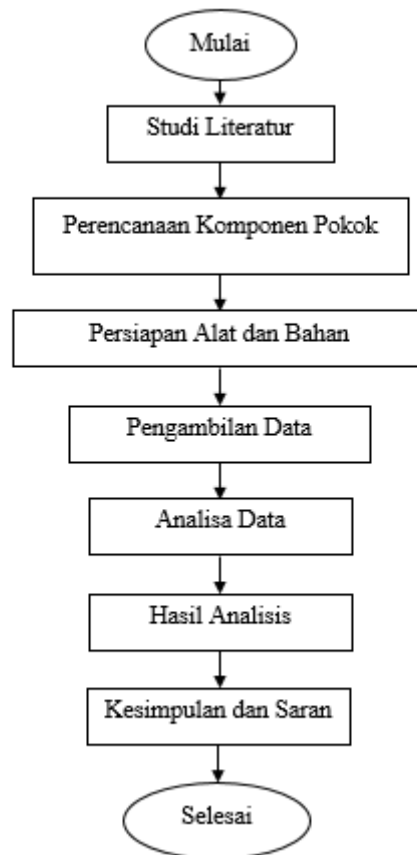 Mulai
Studi Literatur
Perencanaan Komponen Pokok
Persiapan Alat dan Bahan
Pengambilan Data
Analisa Data
Hasil Analisis
Kesimpulan dan Saran
Selesai